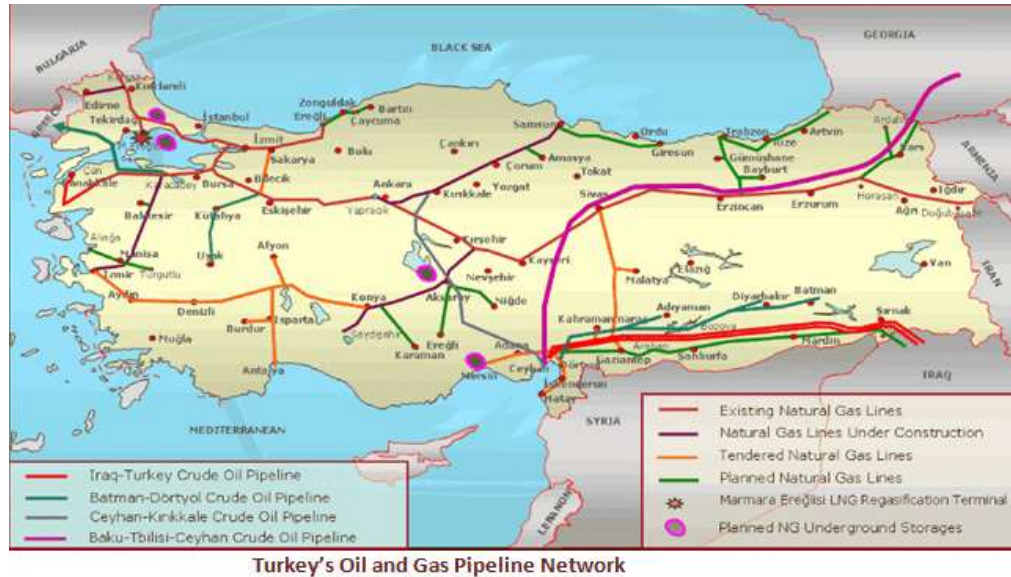 BLACK SEA
GEORGIA
BULGARIA
Kırklareli
Edirne
Tekirdağ
İstanbul
Zonguldak
Ereğli
Bartın
Çaycuma
Samsun
Ordu
Giresun
Trabzon
Rize
Artvin
Ardahan
Kars
ARMENIA
İzmit
Sakarya
Bolu
Çankırı
Çorum
Amasya
Tokat
Gümüşhane
Bayburt
Çan
Çanakkale
Karacabey
Bursa
Bilecik
Eskişehir
Ankara
Yapracık
Kırıkkale
Yozgat
Sivas
Erzincan
Erzurum
Horasan
Iğdır
Ağrı
Balıkesir
Kütahya
Uşak
Afyon
Kırşehir
Nevşehir
Kayseri
Malatya
Elazığ
Van
IRAN
Aliağa
Manisa
Turgutlu
İzmir
Aydın
Denizli
Burdur
Isparta
Konya
Seydişehir
Aksaray
Niğde
Karaman
Ereğli
Kahramanmaraş
Adıyaman
Diyarbakır
Batman
Bozova
Şırnak
Muğla
Antalya
Mersin
Adana
Ceyhan
Dörtyol
Gaziantep
Şanlıurfa
Mardin
İskenderun
Hatay
IRAQ
SYRIA
MEDITERRANEAN
LEBANON
Iraq-Turkey Crude Oil Pipeline
Batman-Dörtyol Crude Oil Pipeline
Ceyhan-Kırıkkale Crude Oil Pipeline
Baku-Tbilisi-Ceyhan Crude Oil Pipeline
Existing Natural Gas Lines
Natural Gas Lines Under Construction
Tendered Natural Gas Lines
Planned Natural Gas Lines
Marmara Ereğlisi LNG Regasification Terminal
Planned NG Underground Storages
Turkey's Oil and Gas Pipeline Network